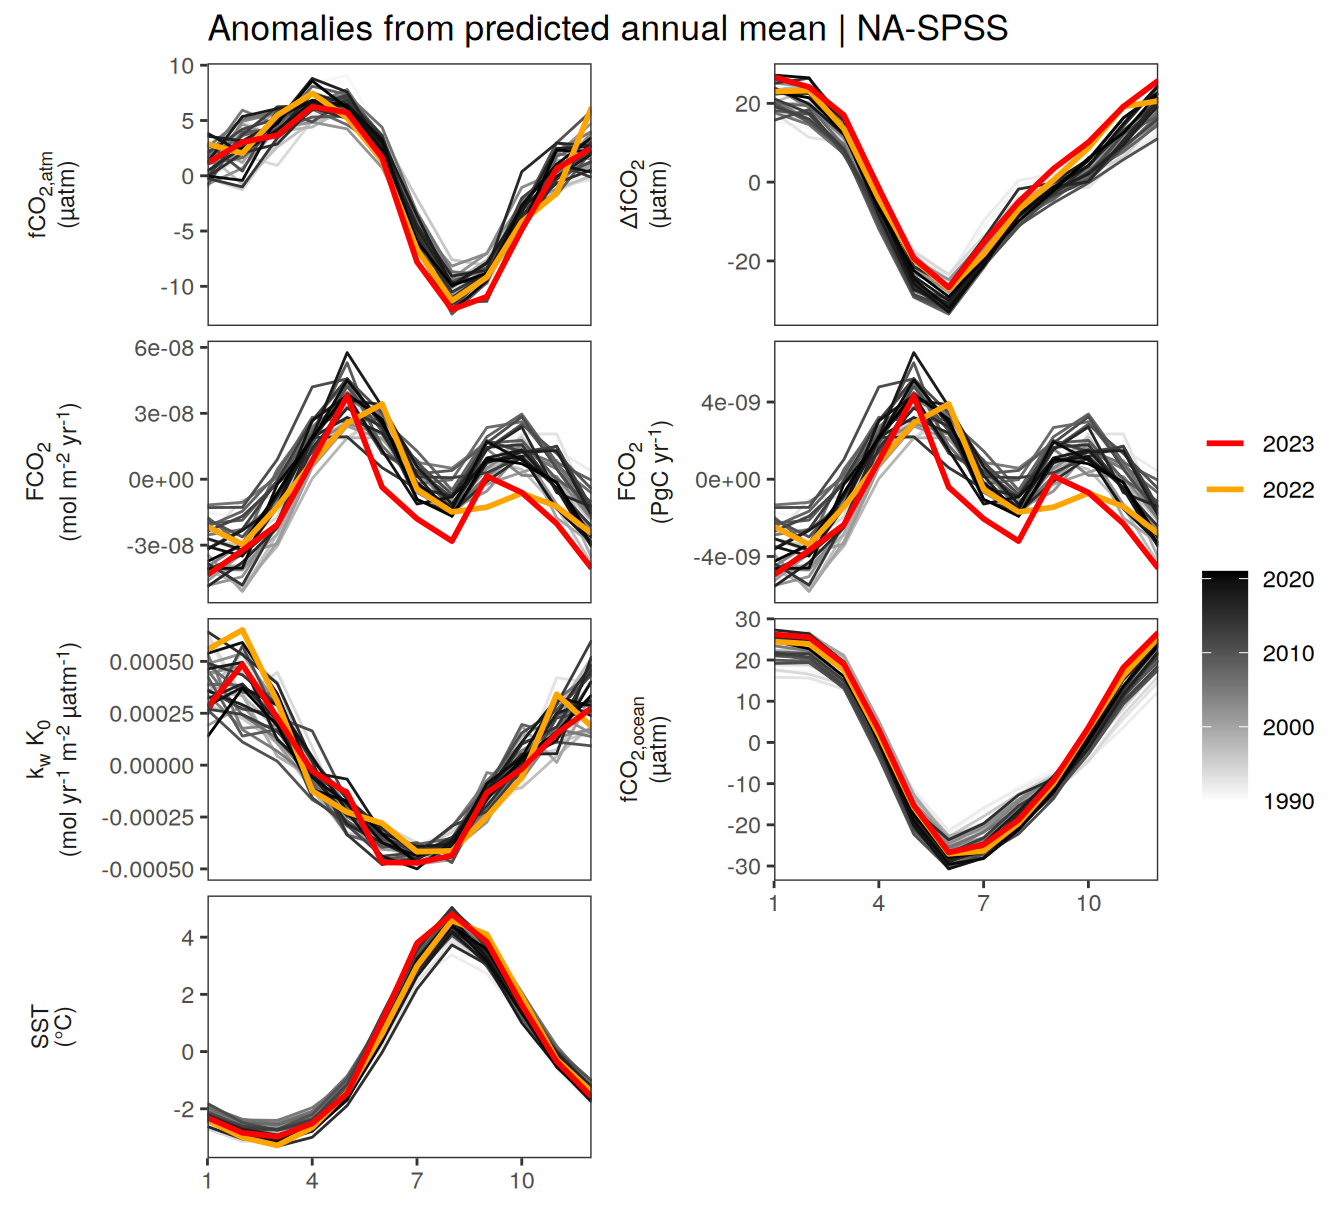 Anomalies from predicted annual mean | NA-SPSS
fCO2,atm
(µatm)
10
5
0
-5
-10
ΔfCO2
(µatm)
20
0
-20
FCO2
(mol m-2 yr-1)
6e-08
3e-08
0e+00
-3e-08
FCO2
(PgC yr-1)
4e-09
0e+00
-4e-09
kw K0
(mol yr-1 m-2 µatm-1)
0.00050
0.00025
0.00000
-0.00025
-0.00050
fCO2,ocean
(µatm)
30
20
10
0
-10
-20
-30
1 4 7 10
SST
(°C)
4
2
0
-2
1 4 7 10
2023
2022
2020
2010
2000
1990